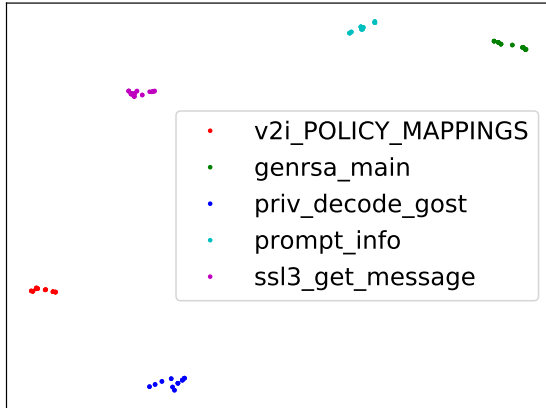 v2i_POLICY_MAPPINGS
genrsa_main
priv_decode_gost
prompt_info
ssl3_get_message